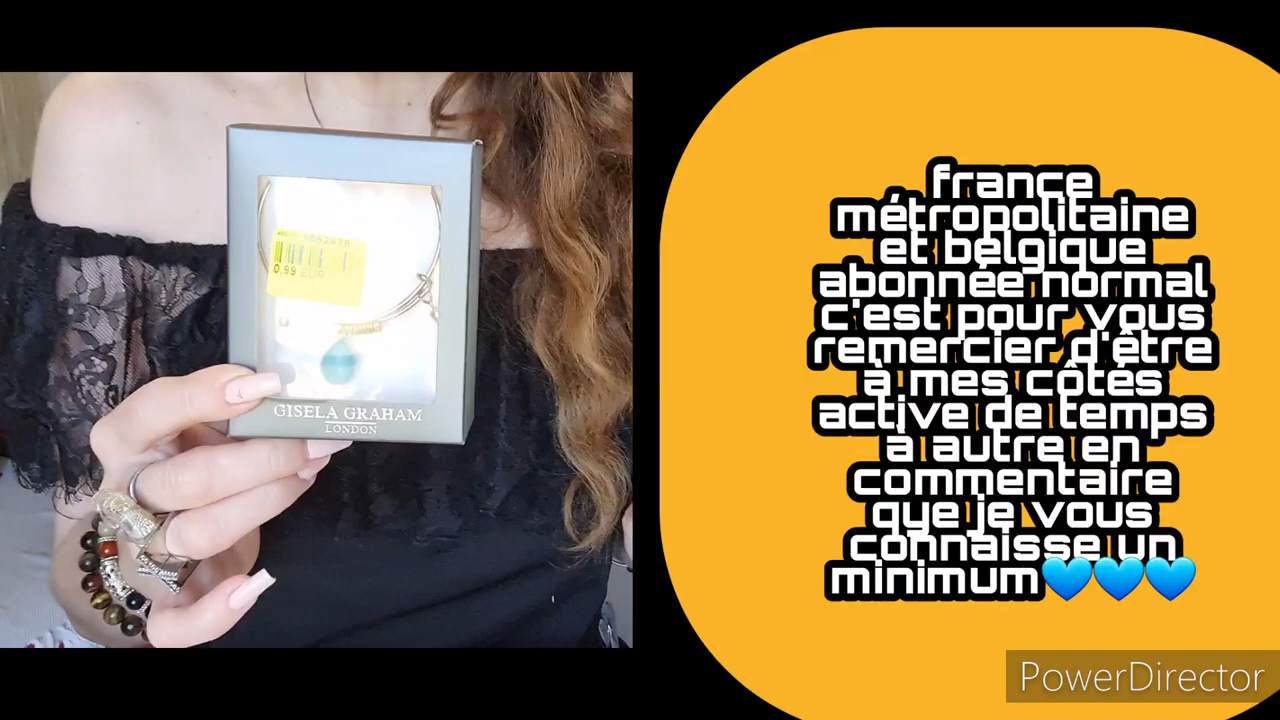 0,99 EUR
GISELA GRAHAM
LONDON
france
métropolitaine
et belgique
abonnée normal
c'est pour vous
remercier d'être
à mes côtés
active de temps
à autre en
commentaire
que je vous
connaisse un
minimum💙💙💙
PowerDirector